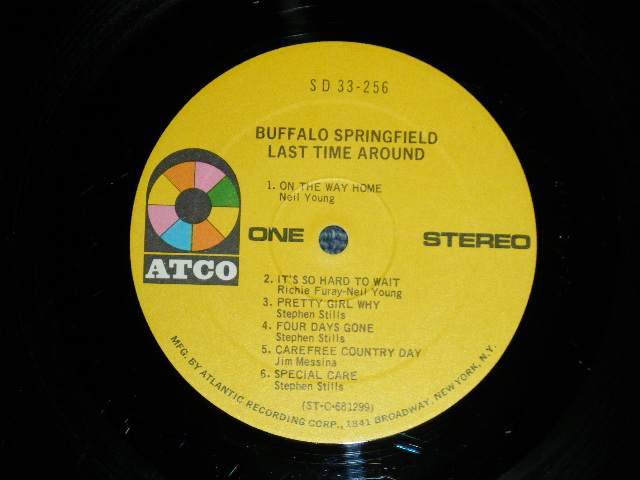 SD 33-256
BUFFALO SPRINGFIELD
LAST TIME AROUND
1. ON THE WAY HOME
Neil Young
ONE
STEREO
ATCO
2. IT'S SO HARD TO WAIT
Richie Furay-Neil Young
3. PRETTY GIRL WHY
Stephen Stills
4. FOUR DAYS GONE
Stephen Stills
5. CAREFREE COUNTRY DAY
Jim Messina
6. SPECIAL CARE
Stephen Stills
(ST-C-681299)
MFG. BY ATLANTIC RECORDING CORP., 1841 BROADWAY, NEW YORK, N.Y.